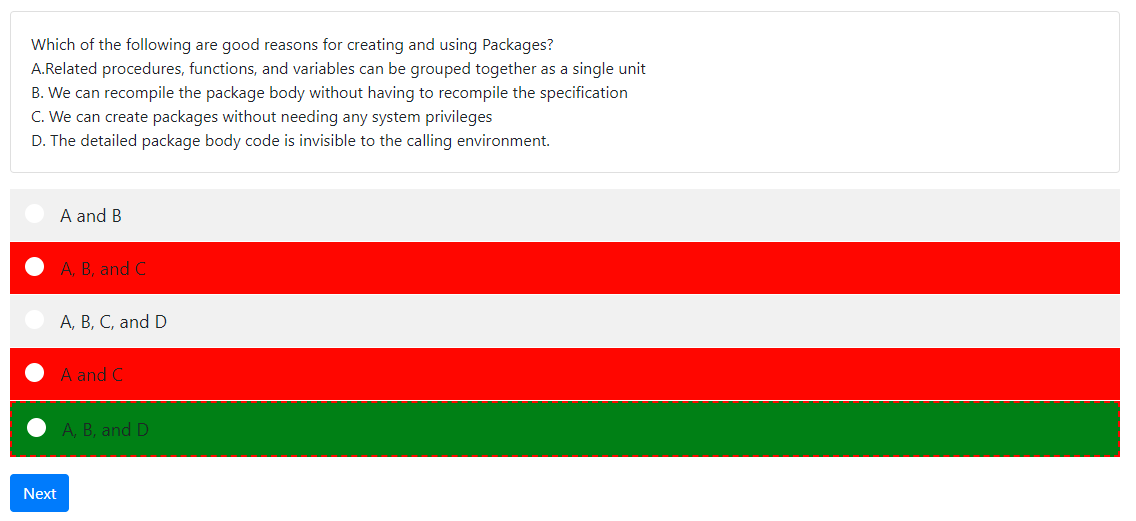 Which of the following are good reasons for creating and using Packages?
A.Related procedures, functions, and variables can be grouped together as a single unit
B. We can recompile the package body without having to recompile the specification
C. We can create packages without needing any system privileges
D. The detailed package body code is invisible to the calling environment.
A and B
A, B, and C
A, B, C, and D
A and C
A, B, and D
Next